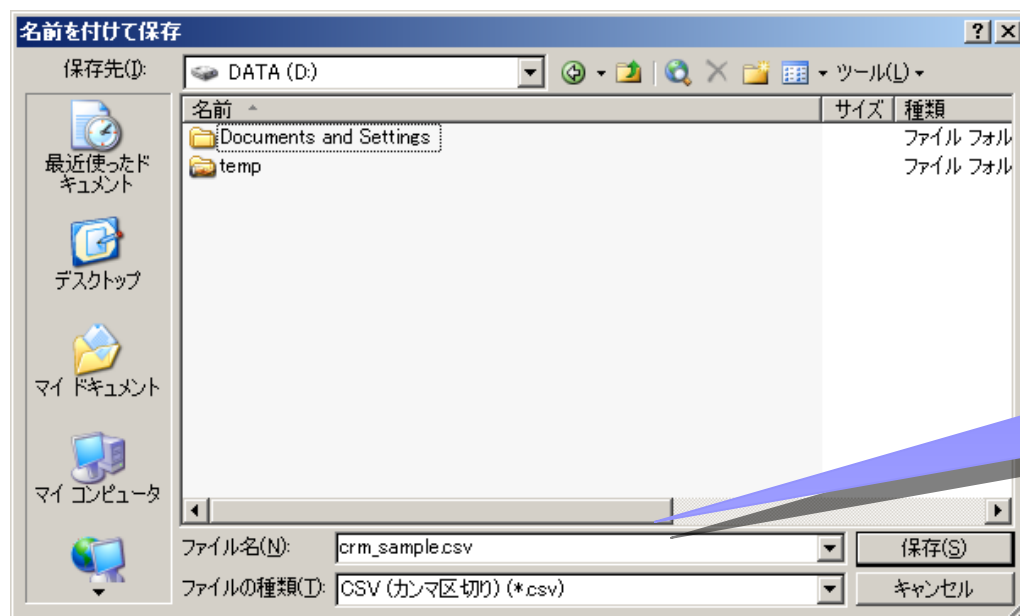 名前を付けて保存
保存先(I):
DATA (D:)
ツール(L)
名前
サイズ
種類
Documents and Settings
ファイル フォル
temp
ファイル フォル
最近使ったド
キュメント
デスクトップ
マイ ドキュメント
マイ コンピュータ
ファイル名(N):
crm_sample.csv
保存(S)
ファイルの種類(T):
CSV (カンマ区切り) (*.csv)
キャンセル